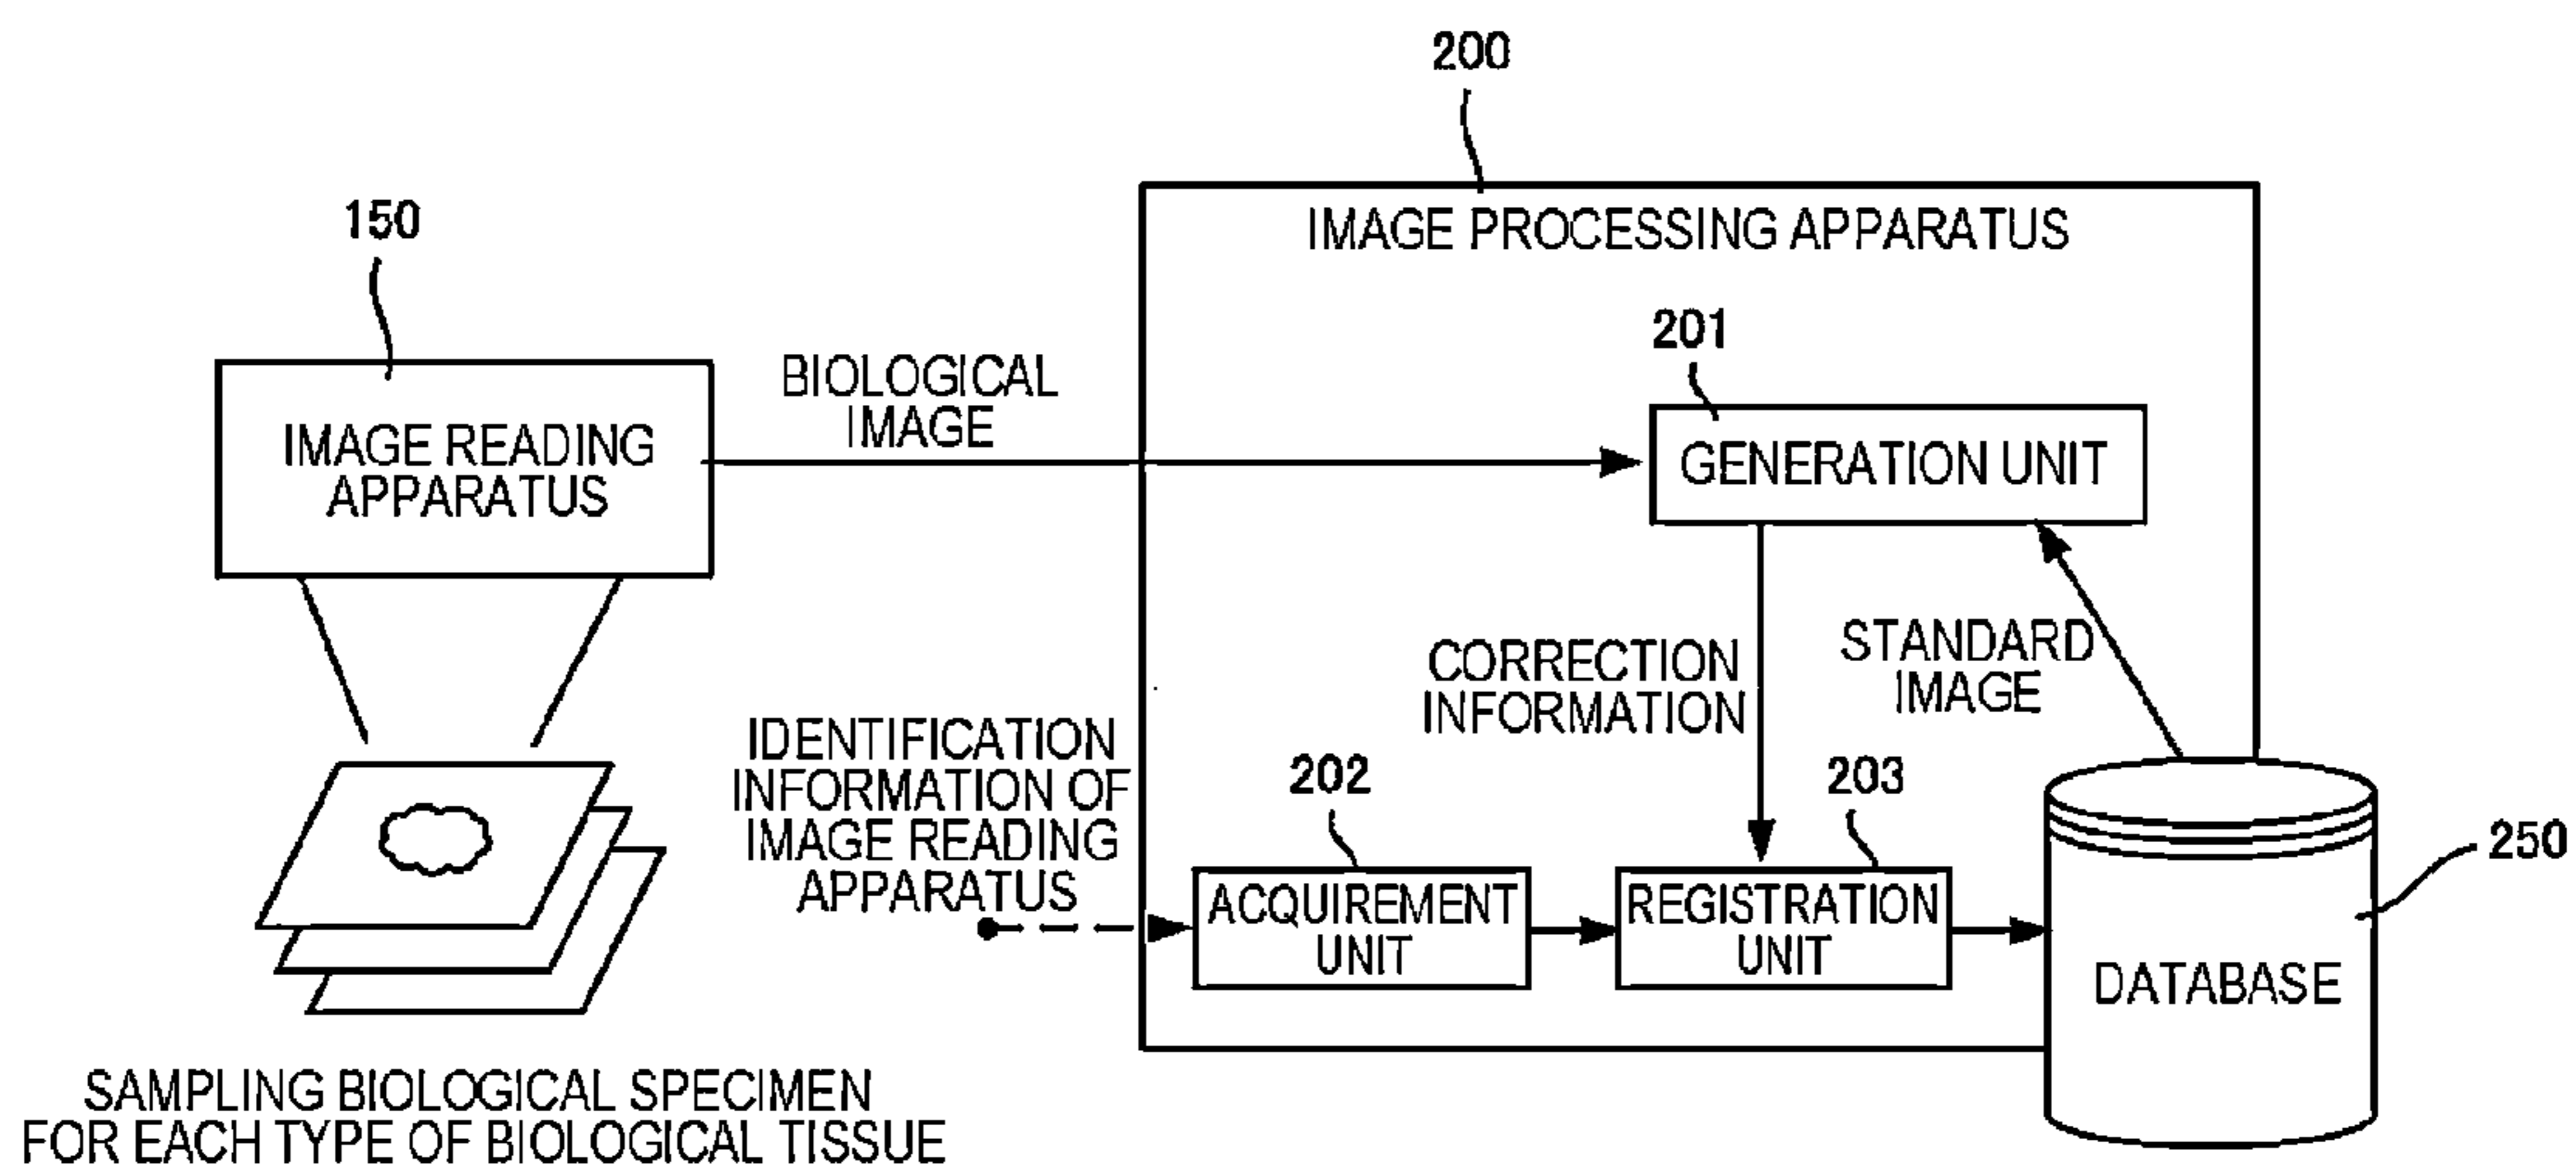 200
IMAGE PROCESSING APPARATUS
150
IMAGE READING
APPARATUS
BIOLOGICAL
IMAGE
201
GENERATION UNIT
CORRECTION
INFORMATION
STANDARD
IMAGE
IDENTIFICATION
INFORMATION OF
IMAGE READING
APPARATUS
202
ACQUIREMENT
UNIT
203
REGISTRATION
UNIT
250
DATABASE
SAMPLING BIOLOGICAL SPECIMEN
FOR EACH TYPE OF BIOLOGICAL TISSUE